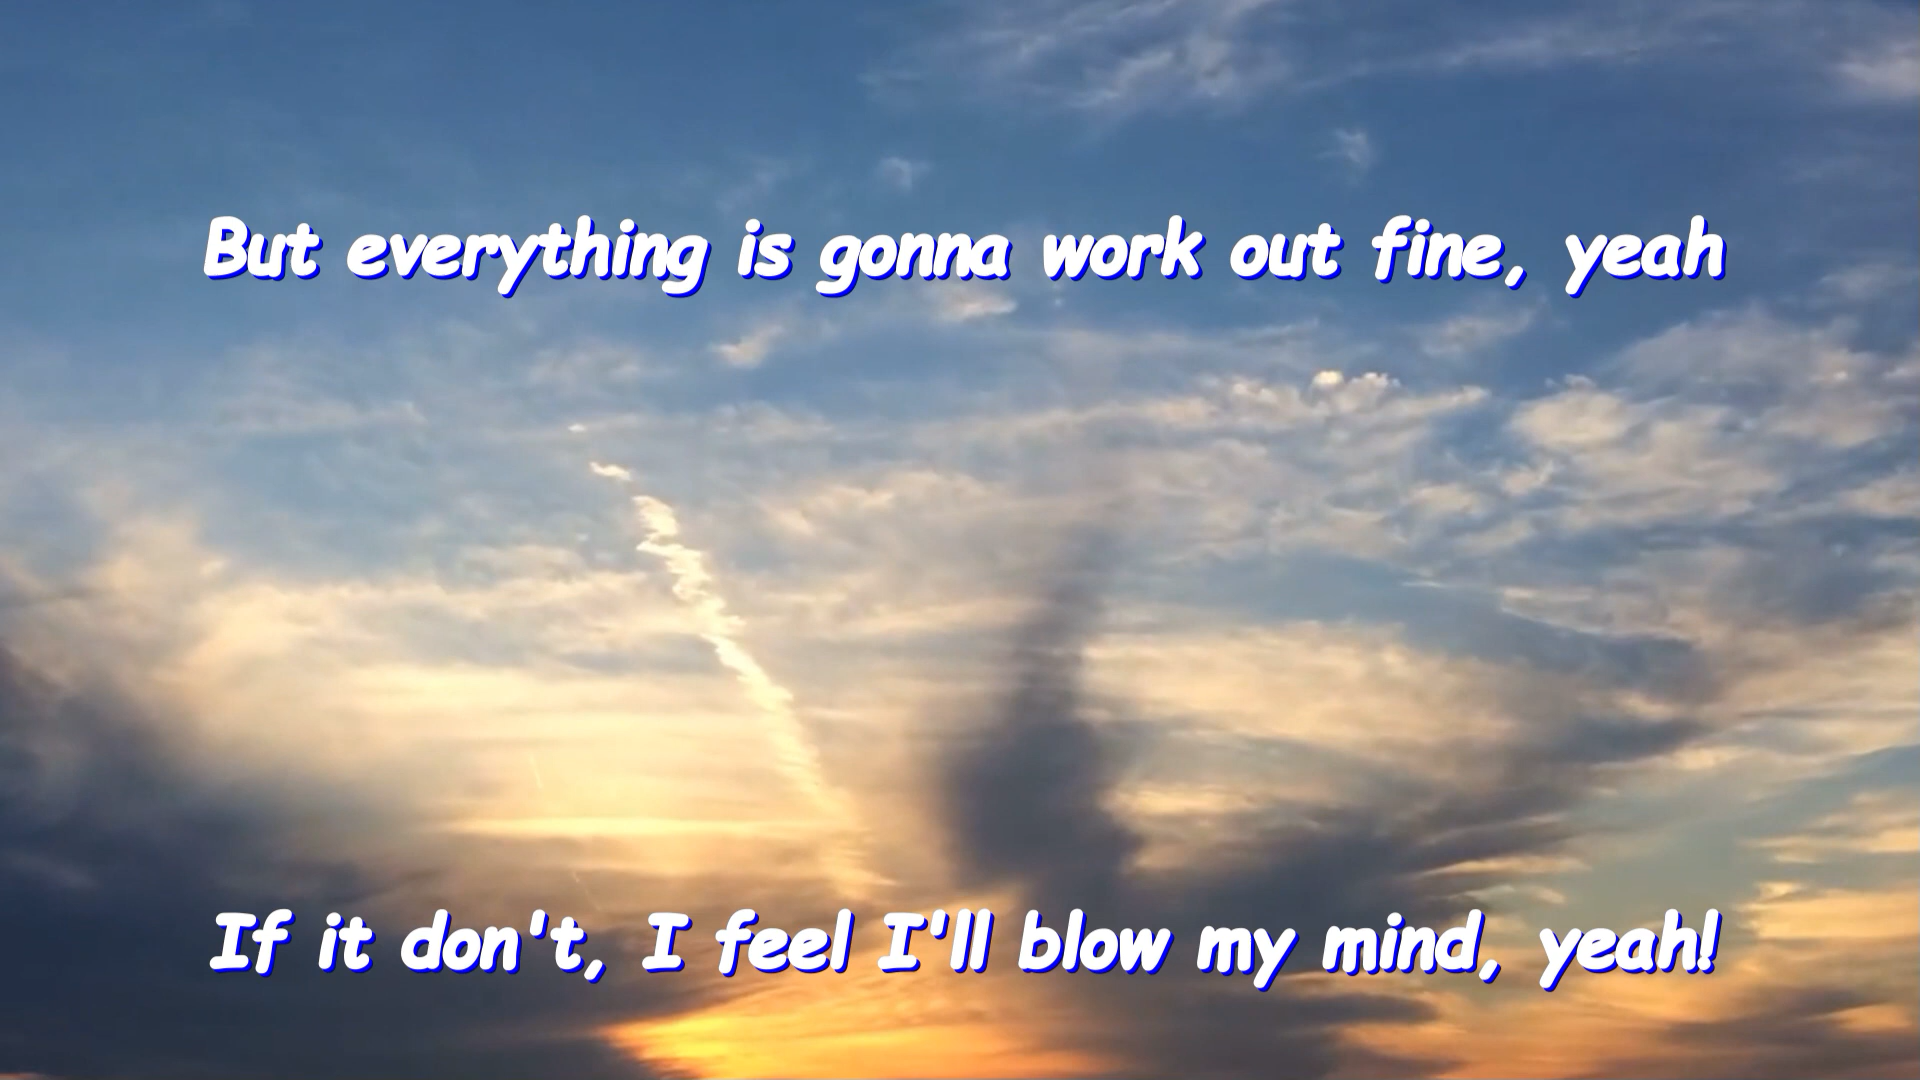 But everything is gonna work out fine, yeah
If it don't, I feel I'll blow my mind, yeah!